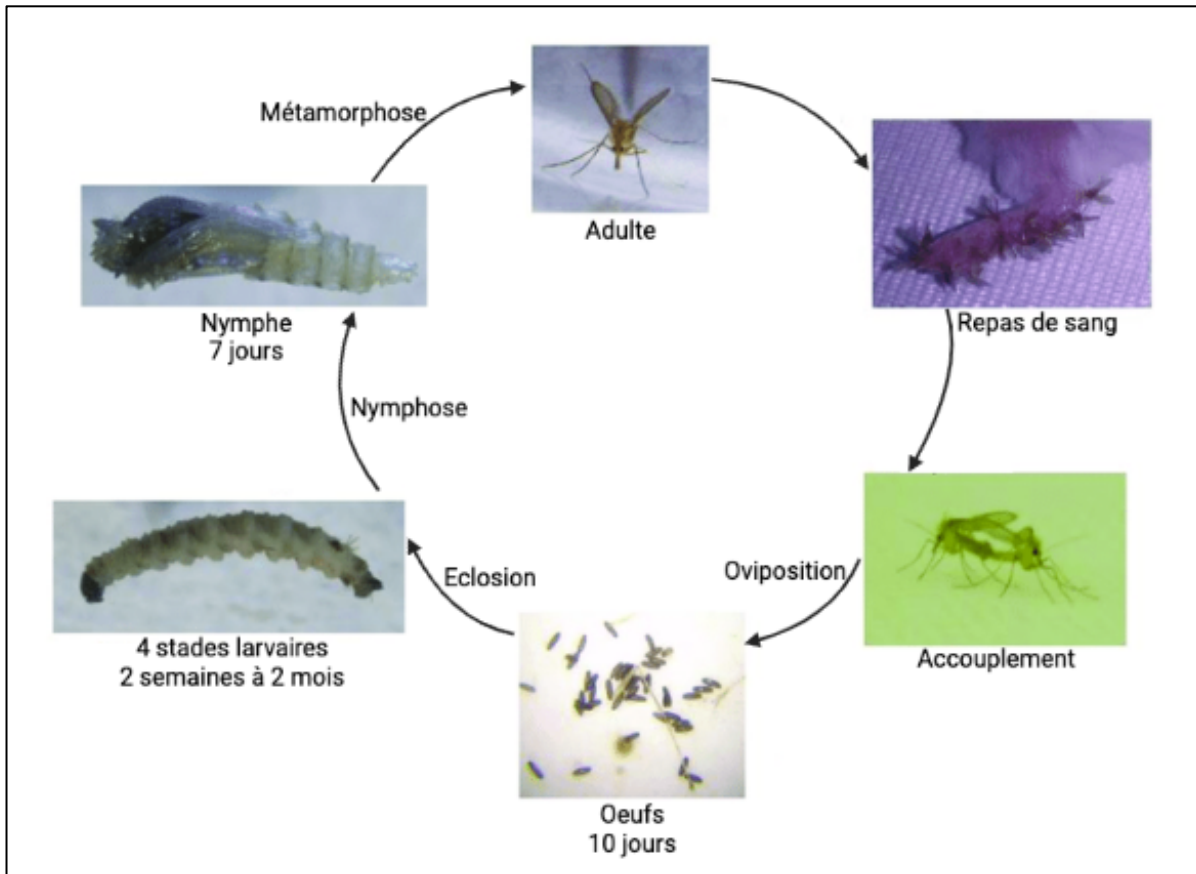 Métamorphose
Adulte
Repas de sang
Nymphe
7 jours
Nymphose
Accouplement
Oviposition
Eclosion
4 stades larvaires
2 semaines à 2 mois
Oeufs
10 jours